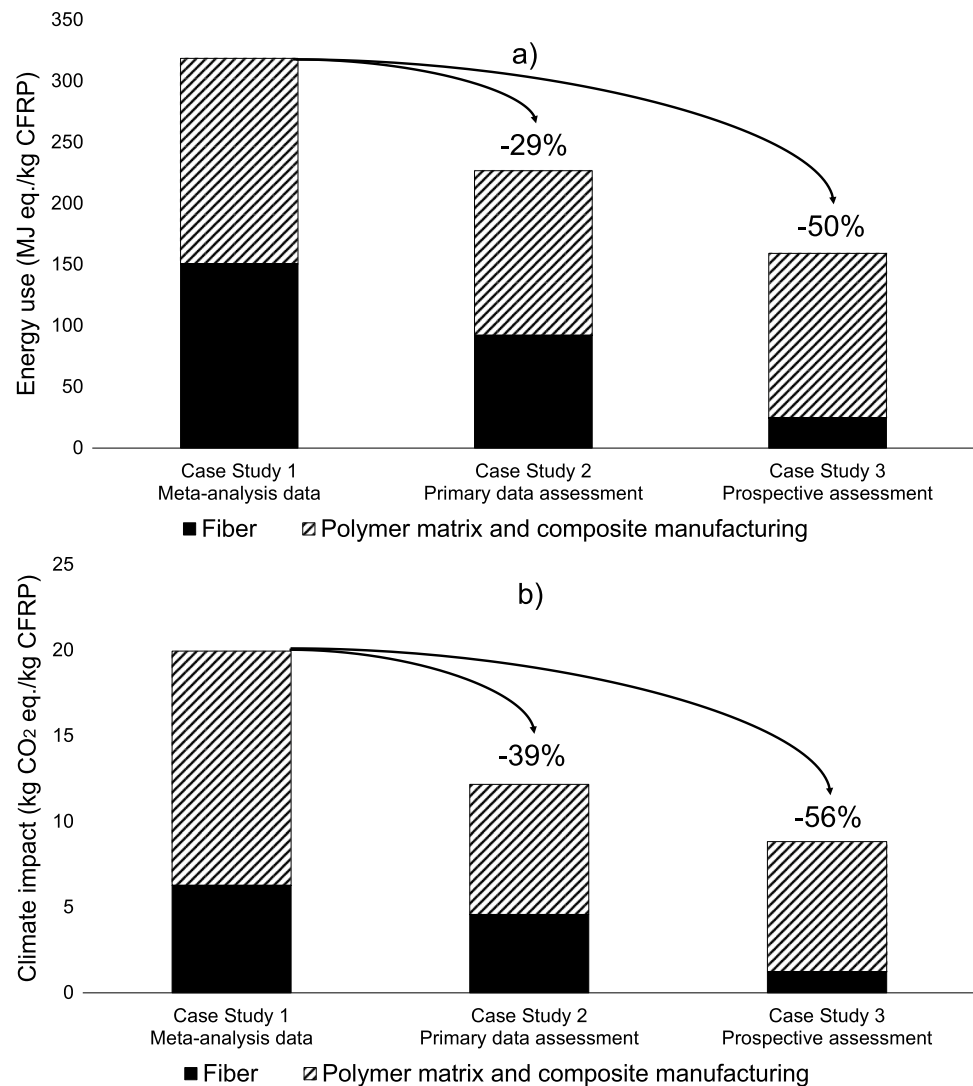 350
300
250
200
150
100
50
0
Energy use (MJ eq./kg CFRP)
a)
-29%
-50%
Case Study 1
Meta-analysis data
Case Study 2
Primary data assessment
Case Study 3
Prospective assessment
Fiber
Polymer matrix and composite manufacturing
25
20
15
10
5
0
Climate impact (kg CO₂ eq./kg CFRP)
b)
-39%
-56%
Case Study 1
Meta-analysis data
Case Study 2
Primary data assessment
Case Study 3
Prospective assessment
Fiber
Polymer matrix and composite manufacturing